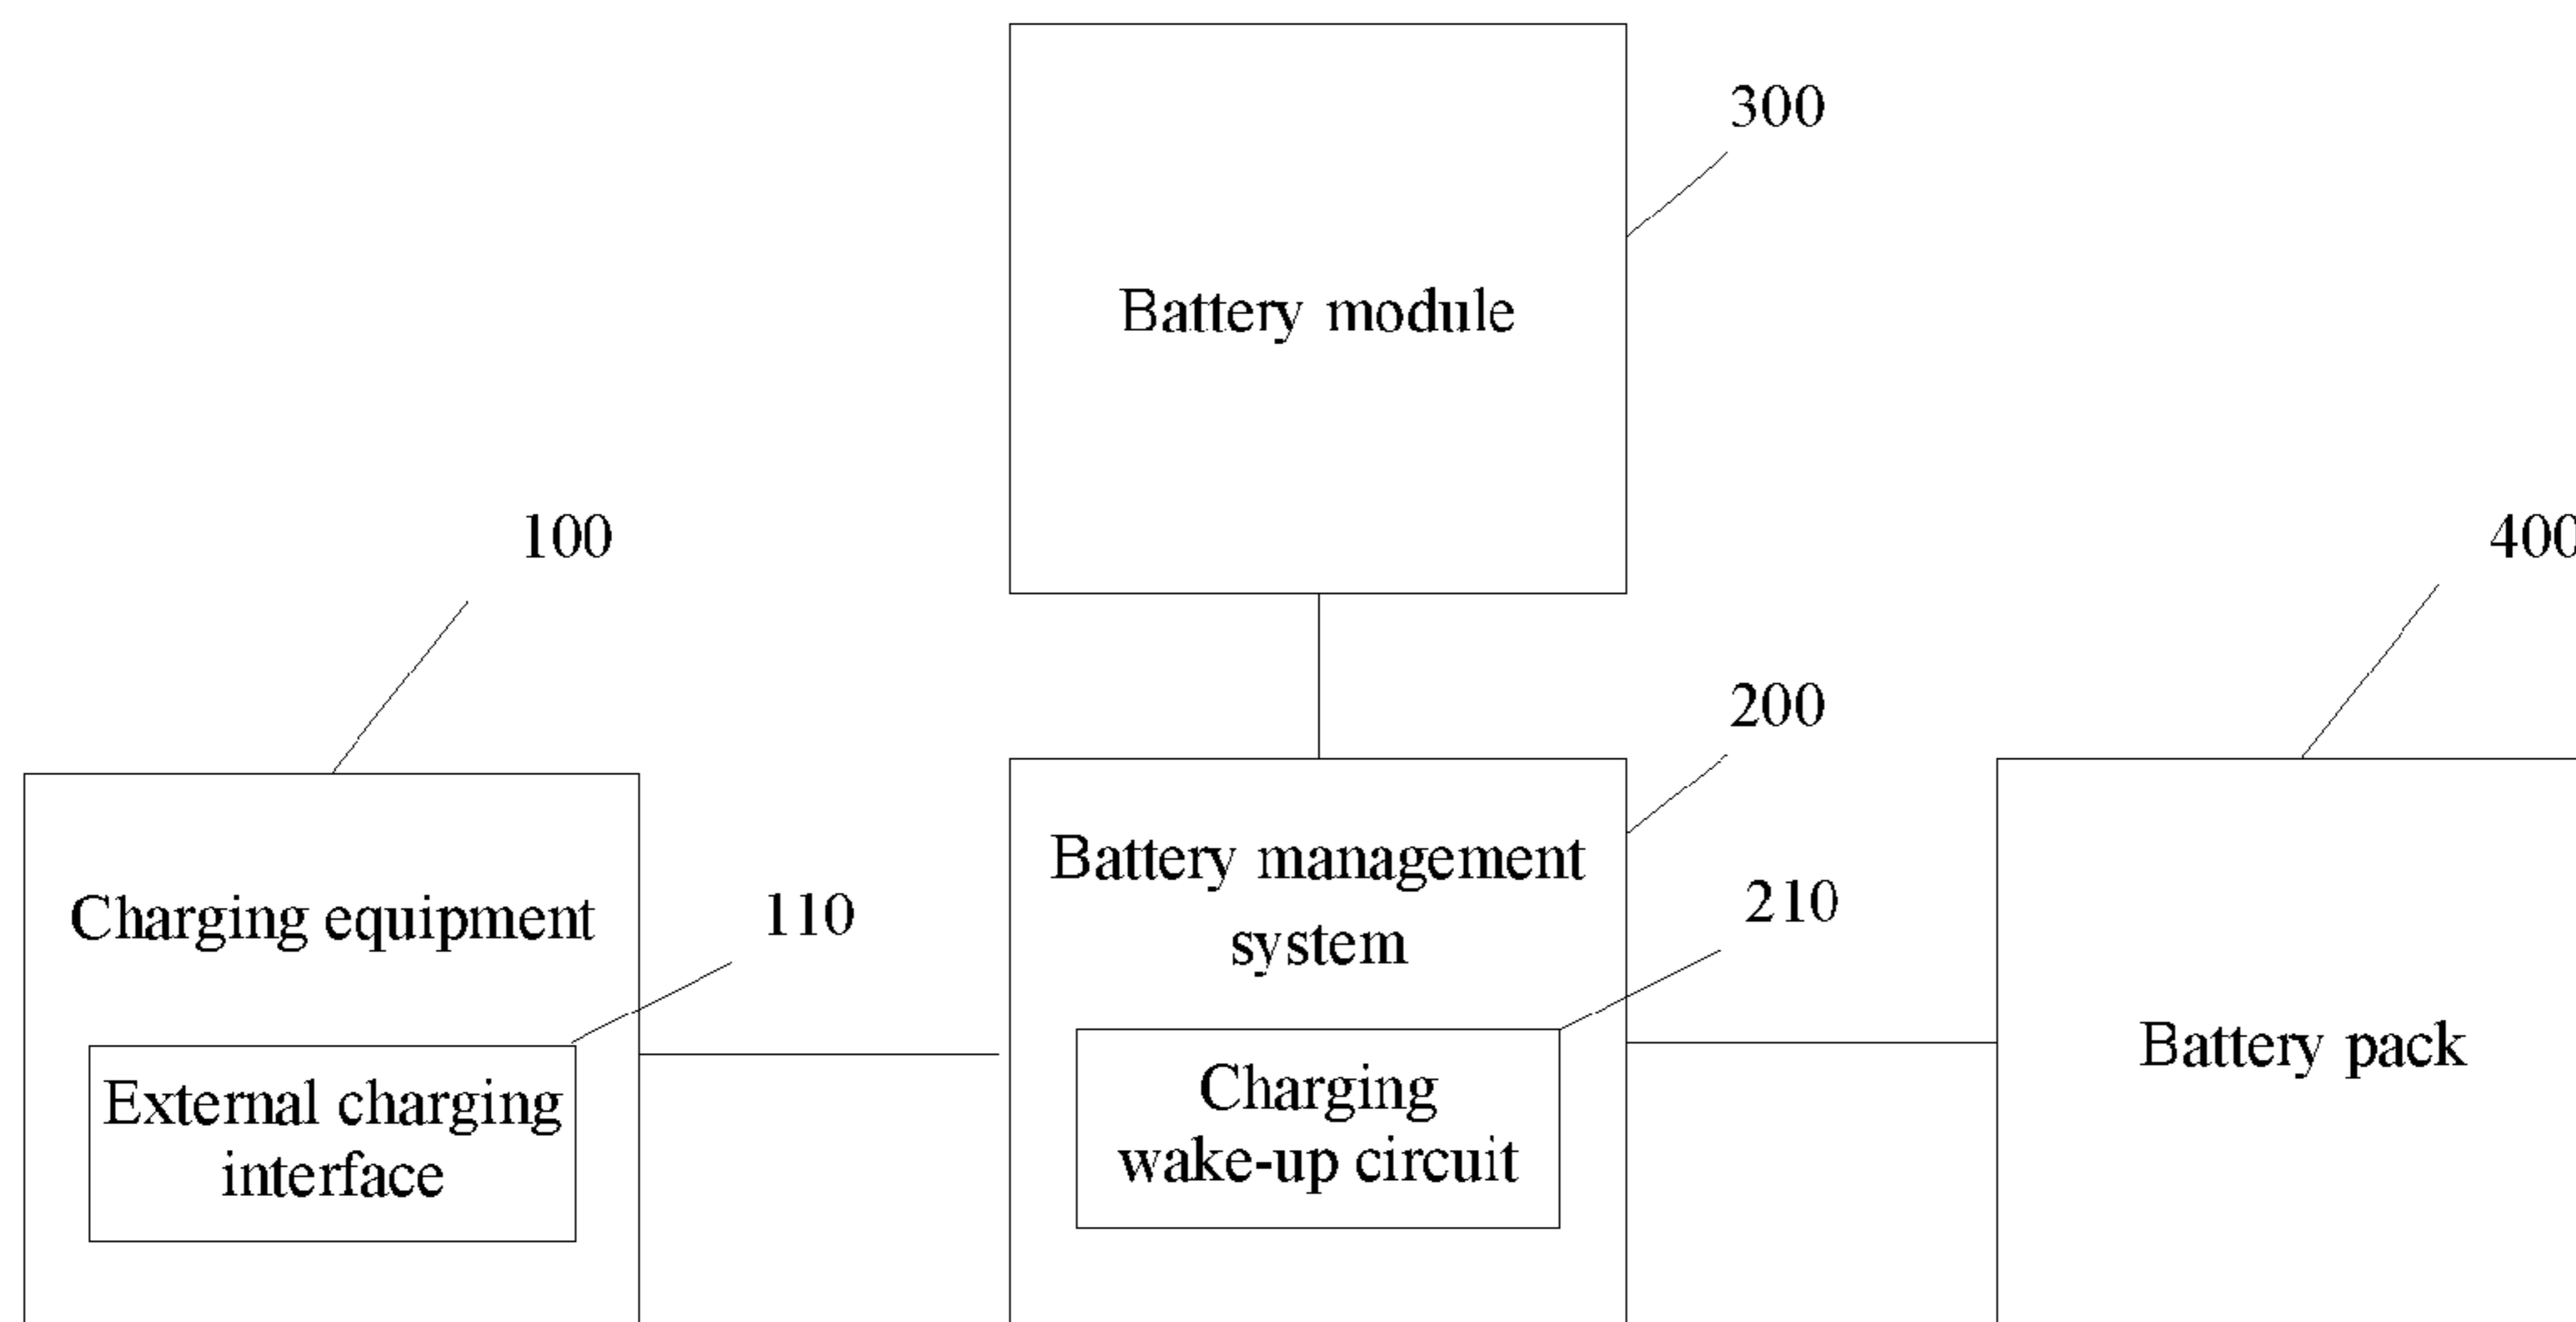 300
Battery module
100
400
200
Battery management
system
210
Charging equipment
110
External charging
interface
Charging
wake-up circuit
Battery pack